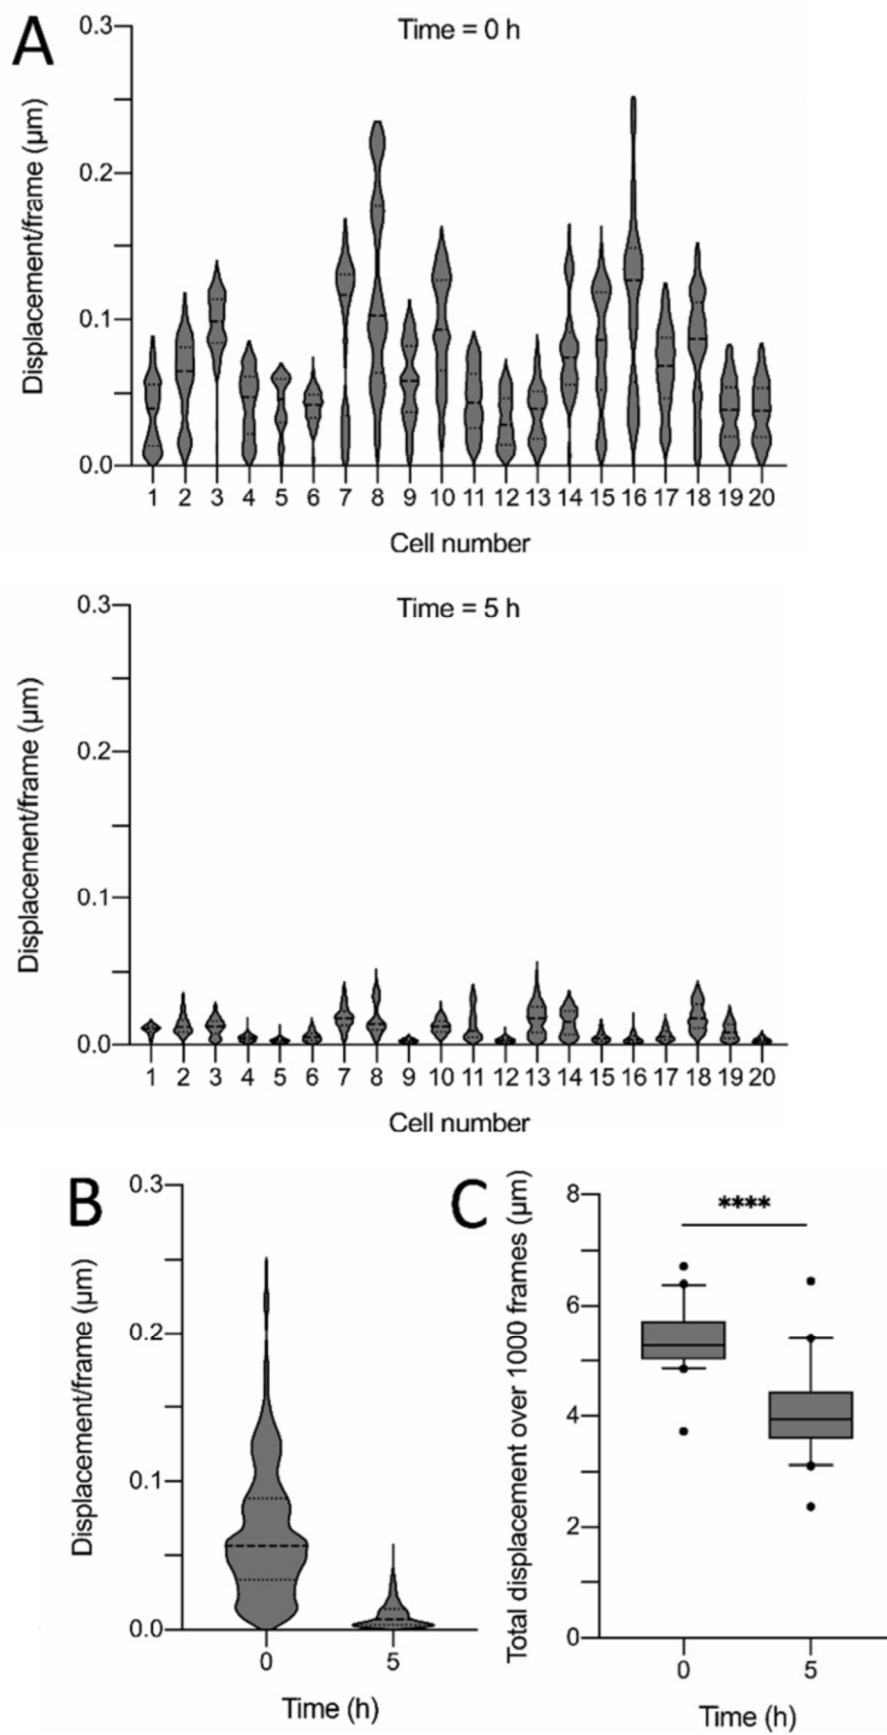 A
Time = 0 h
Displacement/frame (µm)
0.3
0.2
0.1
0.0
1 2 3 4 5 6 7 8 9 10 11 12 13 14 15 16 17 18 19 20
Cell number
Time = 5 h
Displacement/frame (µm)
0.3
0.2
0.1
0.0
1 2 3 4 5 6 7 8 9 10 11 12 13 14 15 16 17 18 19 20
Cell number
B
Displacement/frame (µm)
0.3
0.2
0.1
0.0
0 5
Time (h)
C
Total displacement over 1000 frames (µm)
8
6
4
2
0
****
0 5
Time (h)